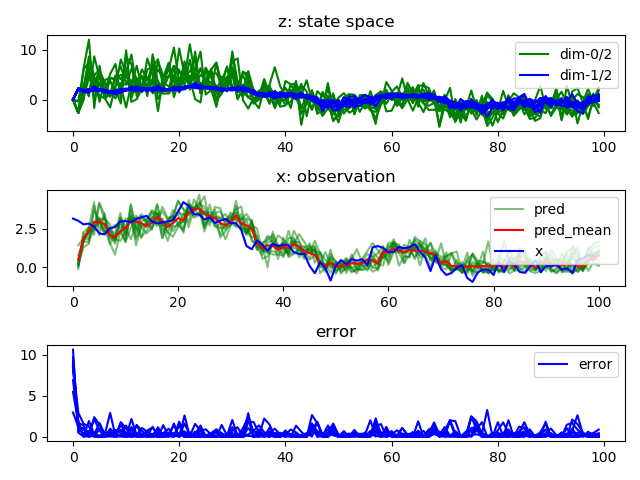 z: state space
10
0
dim-0/2
dim-1/2
0 20 40 60 80 100
x: observation
2.5
0.0
pred
pred_mean
x
0 20 40 60 80 100
error
10
5
0
error
0 20 40 60 80 100